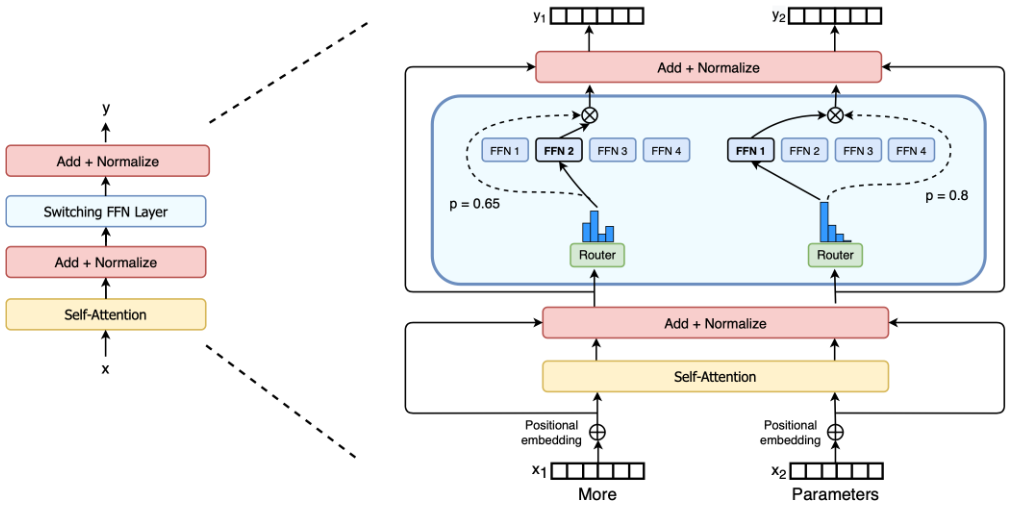 y
Add + Normalize
Switching FFN Layer
Add + Normalize
Self-Attention
x
y1
y2
Add + Normalize
FFN 1 FFN 2 FFN 3 FFN 4
FFN 1 FFN 2 FFN 3 FFN 4
p = 0.65
p = 0.8
Router
Router
Add + Normalize
Self-Attention
Positional
embedding
Positional
embedding
x1
x2
More
Parameters